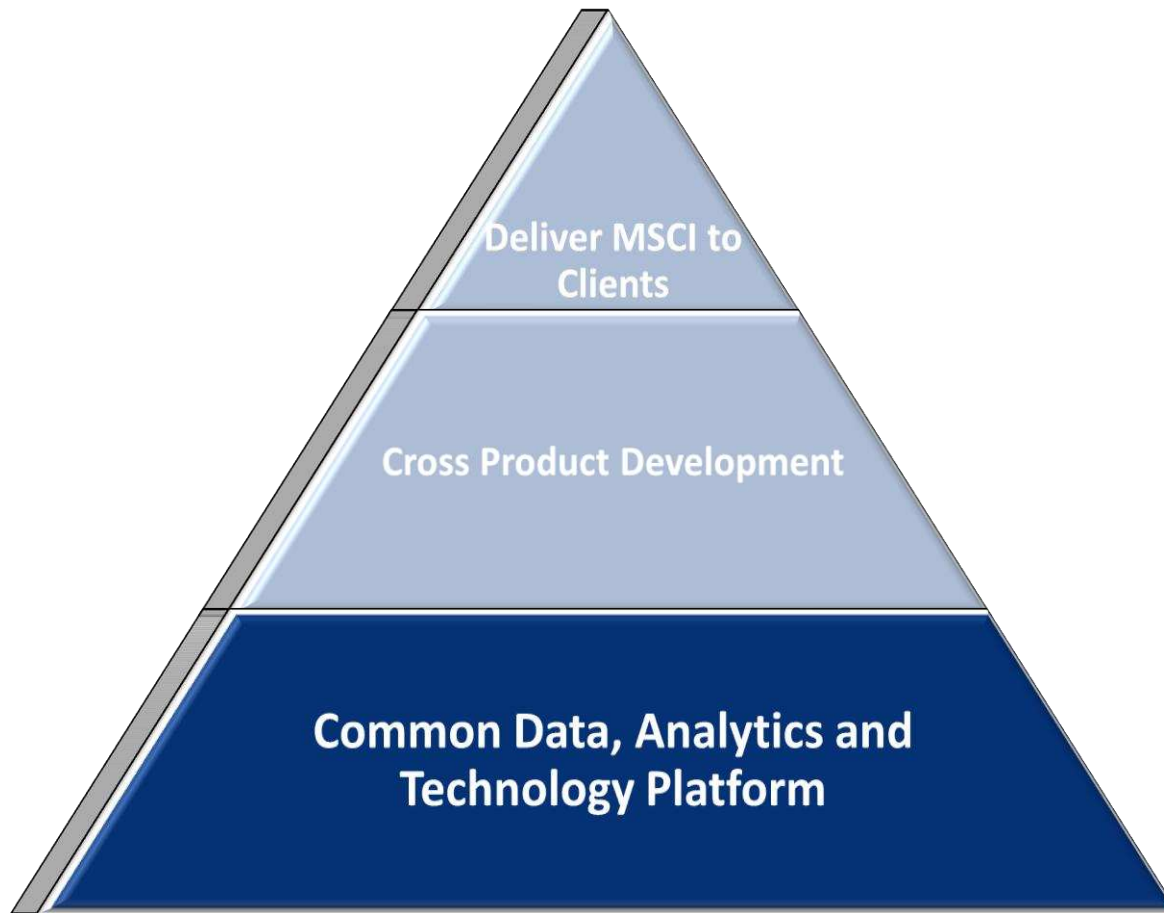 Deliver MSCI to
Clients
Cross Product Development
Common Data, Analytics and
Technology Platform